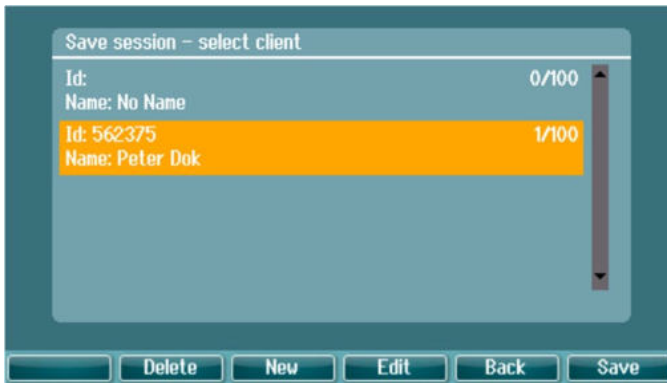 Save session - select client
Id: 0/100
Name: No Name
Id: 562375 1/100
Name: Peter Dok
Delete New Edit Back Save